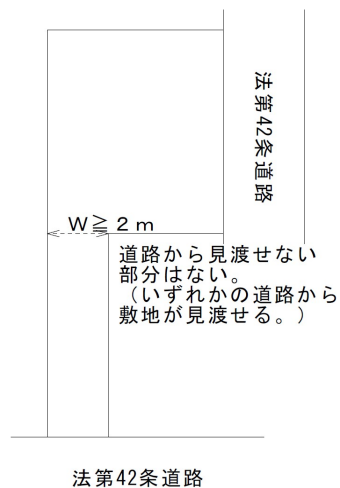 法第42条道路
W≧2m
道路から見渡せない
部分はない。
（いずれかの道路から
敷地が見渡せる。）
法第42条道路